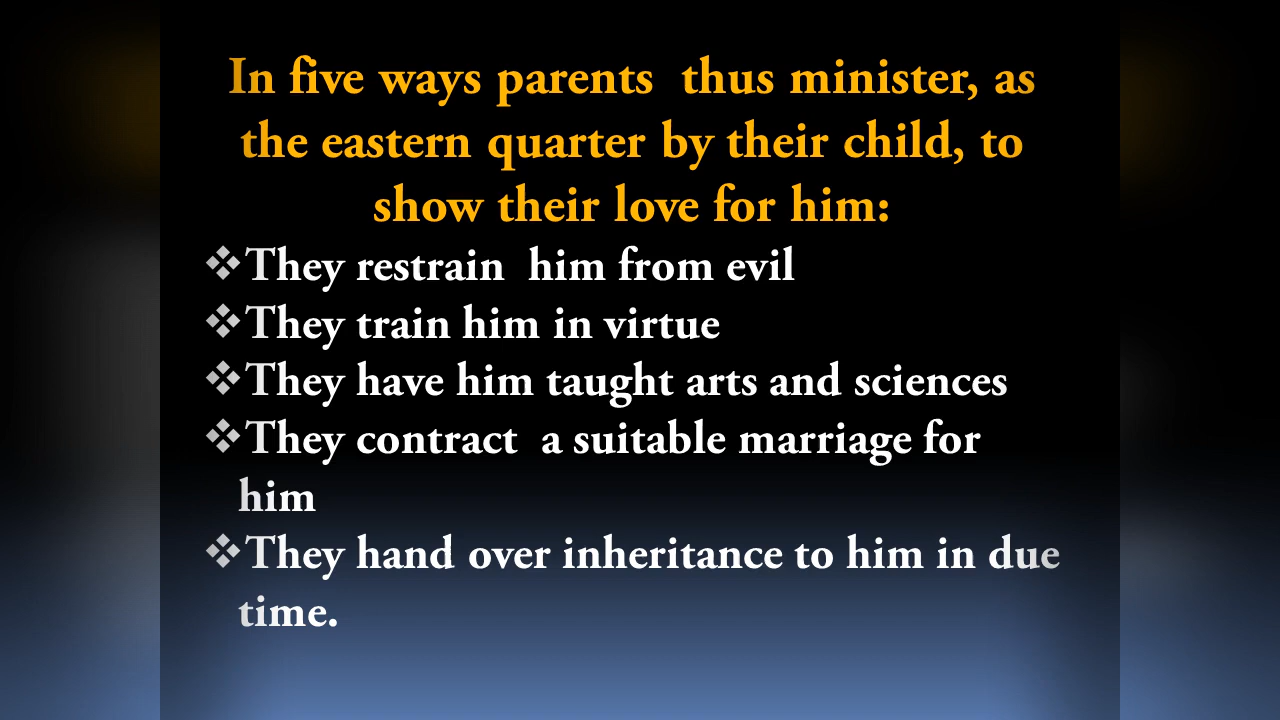 In five ways parents  thus minister, as
the eastern quarter by their child, to
show their love for him:
❖They restrain  him from evil
❖They train him in virtue
❖They have him taught arts and sciences
❖They contract  a suitable marriage for
him
❖They hand over inheritance to him in due
time.